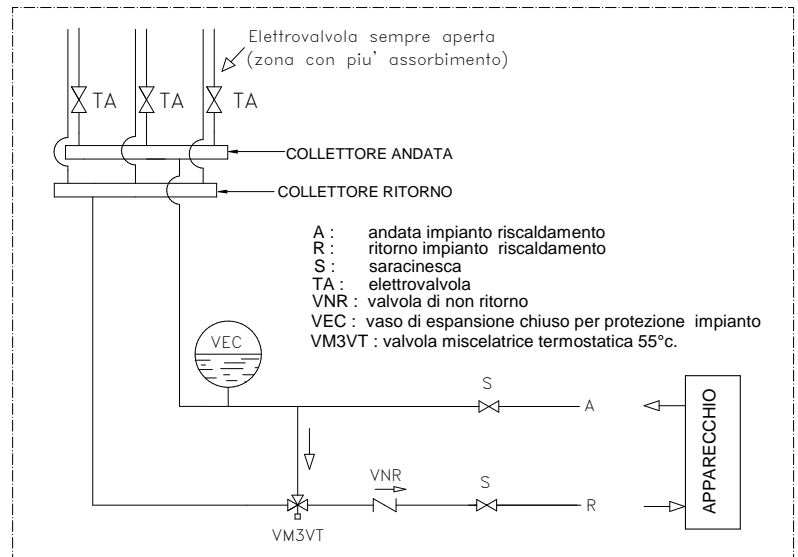 Elettrovalvola sempre aperta
(zona con piu' assorbimento)
TA TA TA
COLLETTORE ANDATA
COLLETTORE RITORNO
A : andata impianto riscaldamento
R : ritorno impianto riscaldamento
S : saracinesca
TA : elettrovalvola
VNR : valvola di non ritorno
VEC : vaso di espansione chiuso per protezione impianto
VM3VT : valvola miscelatrice termostatica 55°c.
VEC
S
A
APPARECCHIO
VNR
S
R
VM3VT